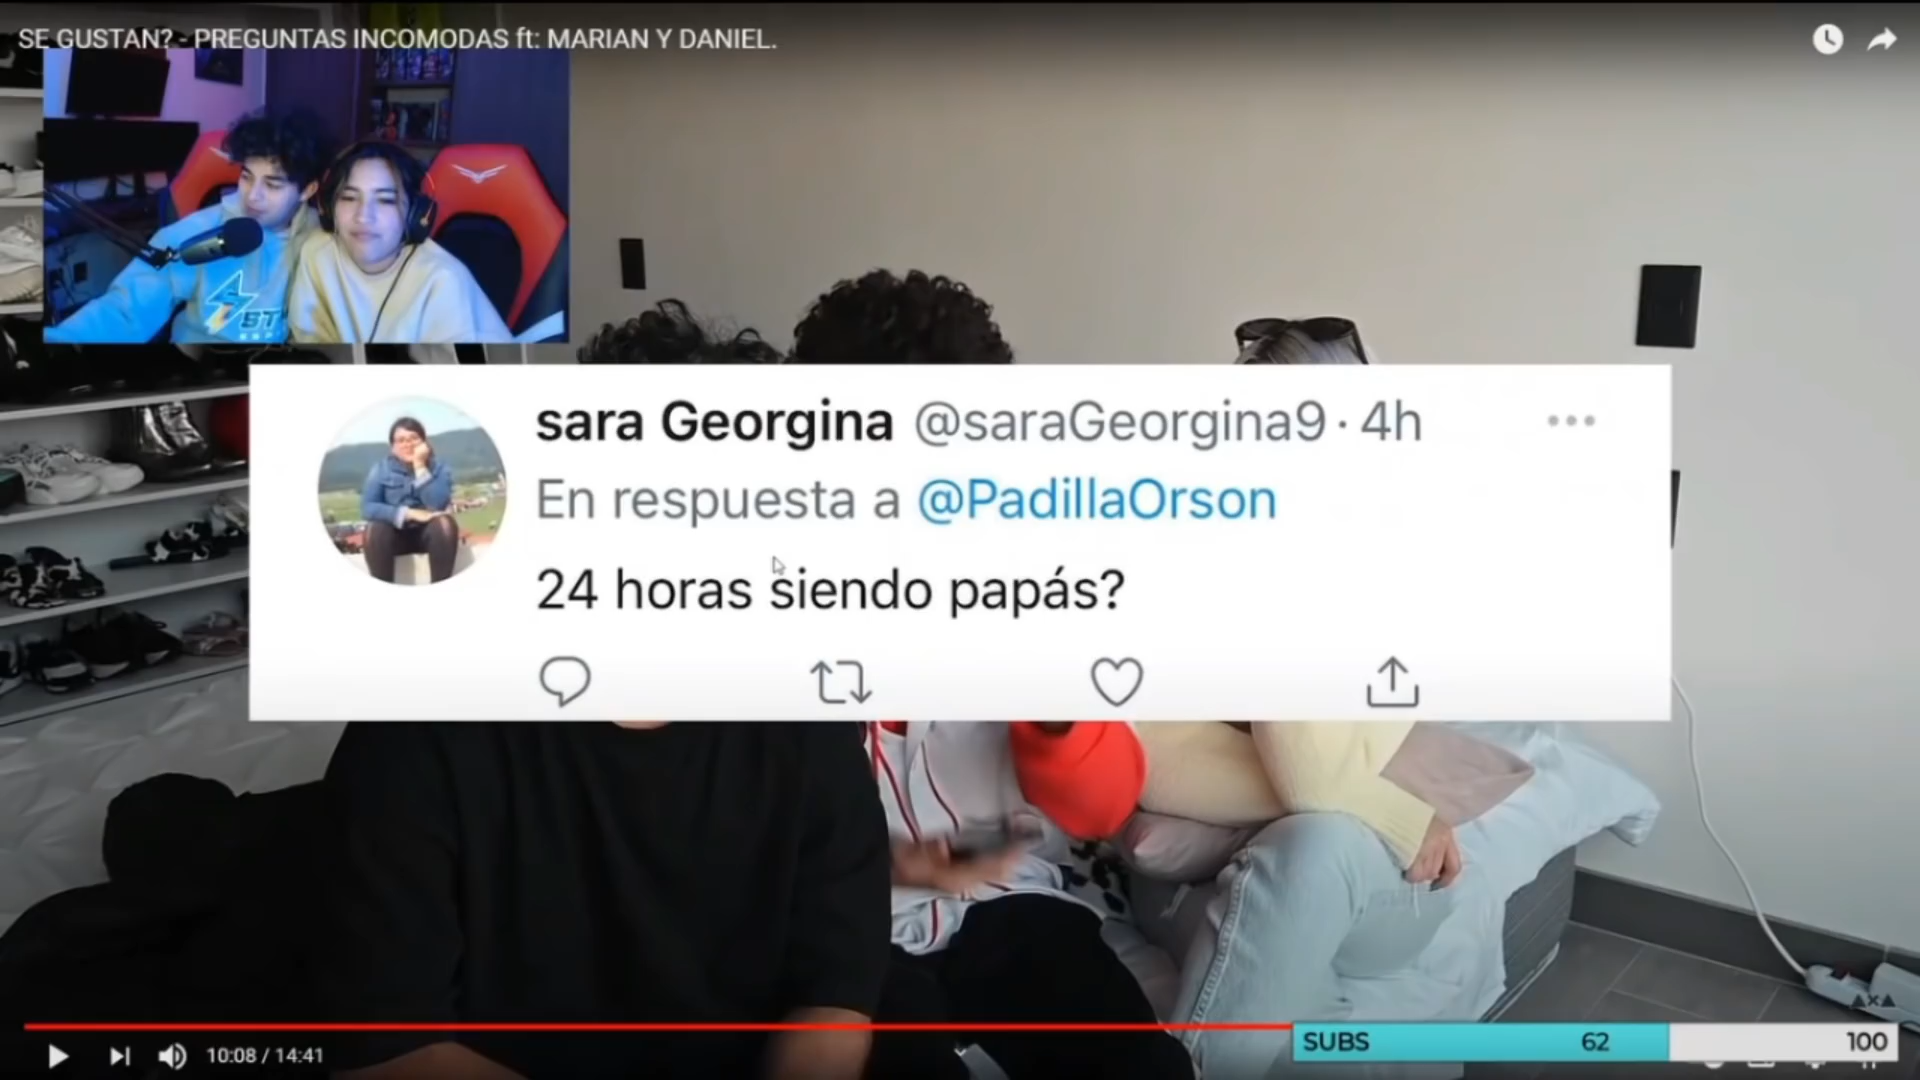 SE GUSTAN? - PREGUNTAS INCOMODAS ft: MARIAN Y DANIEL.
ST
sara Georgina @saraGeorgina9 · 4h
En respuesta a @PadillaOrson
24 horas siendo papás?
10:08 / 14:41
SUBS 62 100